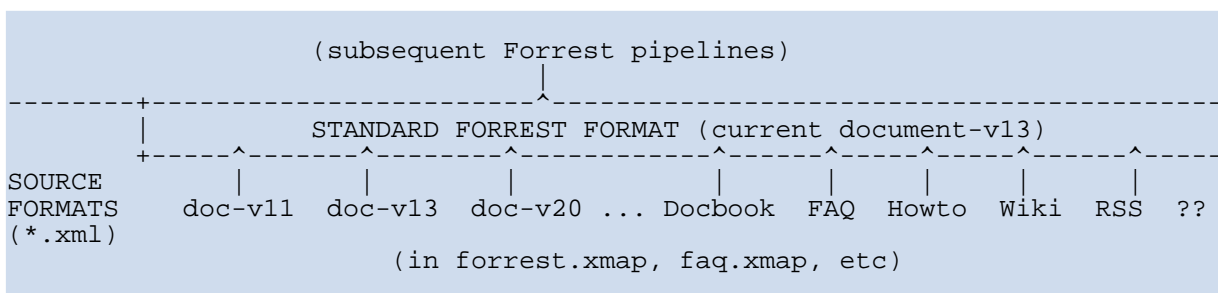 (subsequent Forrest pipelines)
STANDARD FORREST FORMAT (current document-v13)
SOURCE
FORMATS doc-v11 doc-v13 doc-v20 ... Docbook FAQ Howto Wiki RSS ??
(*.xml)
(in forrest.xmap, faq.xmap, etc)